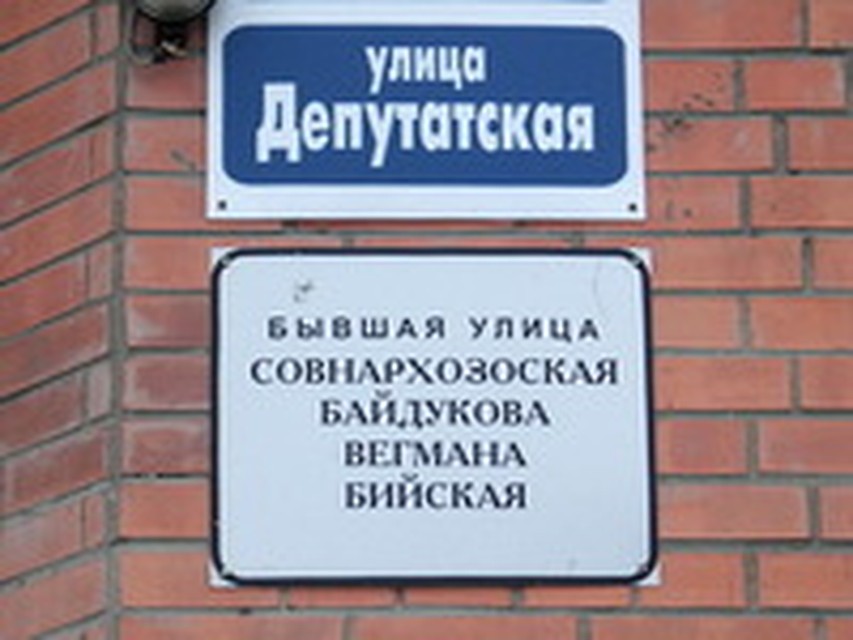 улица
Депутатская
БЫВШАЯ УЛИЦА
СОВНАРХОЗОСКАЯ
БАЙДУКОВА
ВЕГМАНА
БИЙСКАЯ